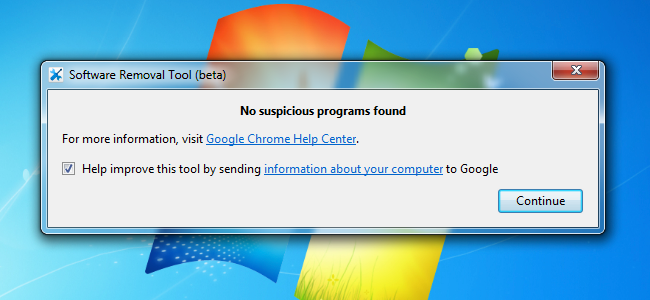 Software Removal Tool (beta)
No suspicious programs found
For more information, visit Google Chrome Help Center.
Help improve this tool by sending information about your computer to Google
Continue